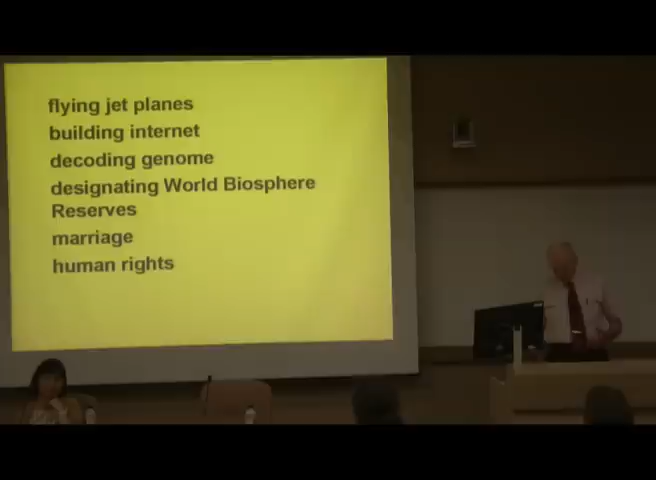 flying jet planes
building internet
decoding genome
designating World Biosphere
Reserves
marriage
human rights